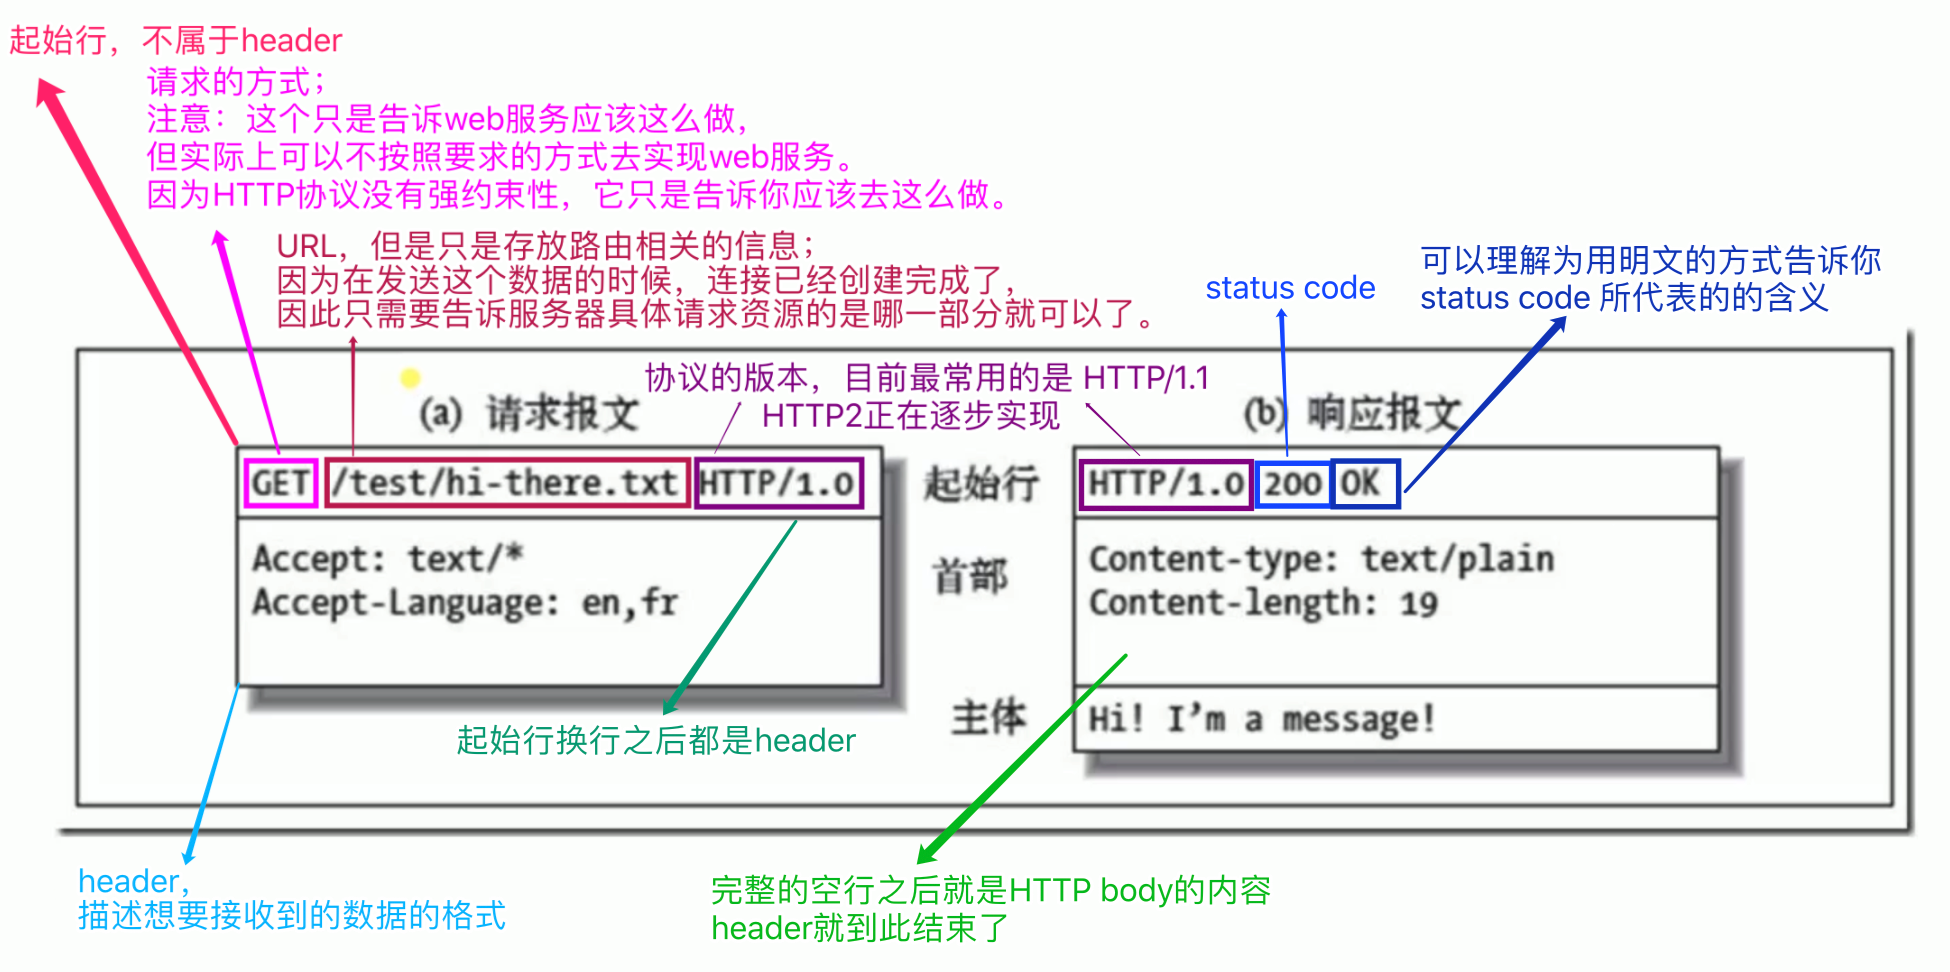 起始行，不属于header
请求的方式；
注意：这个只是告诉web服务应该这么做，
但实际上可以不按照要求的方式去实现web服务。
因为HTTP协议没有强约束性，它只是告诉你应该去这么做。
URL，但是只是存放路由相关的信息；
因为在发送这个数据的时候，连接已经创建完成了，
因此只需要告诉服务器具体请求资源的是哪一部分就可以了。
status code
可以理解为用明文的方式告诉你
status code 所代表的的含义
协议的版本，目前最常用的是 HTTP/1.1
HTTP2正在逐步实现
(a) 请求报文
(b) 响应报文
GET /test/hi-there.txt HTTP/1.0
起始行
HTTP/1.0 200 OK
Accept: text/*
Accept-Language: en,fr
首部
Content-type: text/plain
Content-length: 19
主体
Hi! I'm a message!
起始行换行之后都是header
header，
描述想要接收到的数据的格式
完整的空行之后就是HTTP body的内容
header就到此结束了